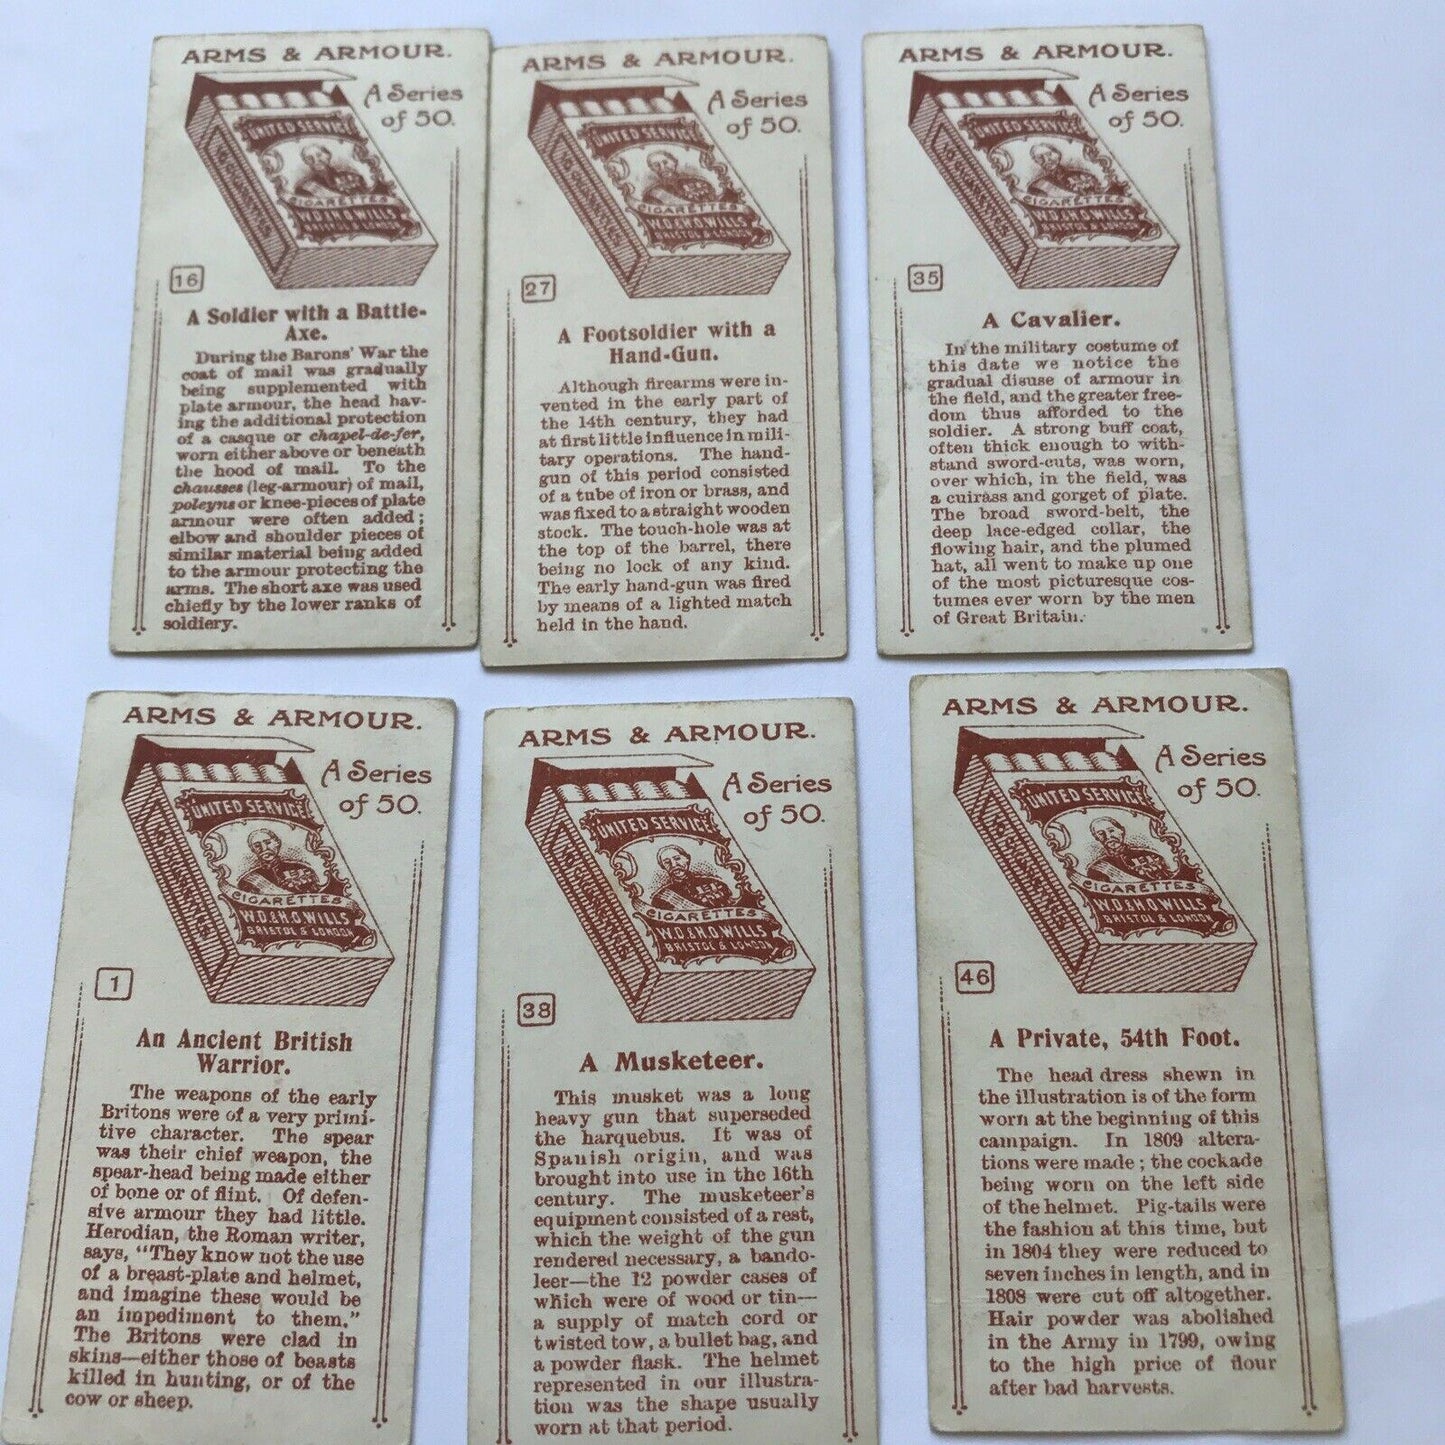 ARMS & ARMOUR.
A Series
of 50.
UNITED SERVICE
CIGARETTES
W.D.& H.O.WILLS
BRISTOL & LONDON
10 CIGARETTES
16
A Soldier with a Battle-
Axe.
During the Barons' War the
coat of mail was gradually
being supplemented with
plate armour, the head hav-
ing the additional protection
of a casque or chapel-de-fer,
worn either above or beneath
the hood of mail. To the
chausses (leg-armour) of mail,
poleyns or knee-pieces of plate
armour were often added;
elbow and shoulder pieces of
similar material being added
to the armour protecting the
arms. The short axe was used
chiefly by the lower ranks of
soldiery.
ARMS & ARMOUR.
A Series
of 50.
UNITED SERVICE
CIGARETTES
W.D.& H.O.WILLS
BRISTOL & LONDON
10 CIGARETTES
27
A Footsoldier with a
Hand-Gun.
Although firearms were in-
vented in the early part of
the 14th century, they had
at first little influence in mili-
tary operations. The hand-
gun of this period consisted
of a tube of iron or brass, and
was fixed to a straight wooden
stock. The touch-hole was at
the top of the barrel, there
being no lock of any kind.
The early hand-gun was fired
by means of a lighted match
held in the hand.
ARMS & ARMOUR.
A Series
of 50.
UNITED SERVICE
CIGARETTES
W.D.& H.O.WILLS
BRISTOL & LONDON
10 CIGARETTES
35
A Cavalier.
In the military costume of
this date we notice the
gradual disuse of armour in
the field, and the greater free-
dom thus afforded to the
soldier. A strong buff coat,
often thick enough to with-
stand sword-cuts, was worn,
over which, in the field, was
a cuirass and gorget of plate.
The broad sword-belt, the
deep lace-edged collar, the
flowing hair, and the plumed
hat, all went to make up one
of the most picturesque cos-
tumes ever worn by the men
of Great Britain.
ARMS & ARMOUR.
A Series
of 50.
UNITED SERVICE
CIGARETTES
W.D.& H.O.WILLS
BRISTOL & LONDON
10 CIGARETTES
1
An Ancient British
Warrior.
The weapons of the early
Britons were of a very primi-
tive character. The spear
was their chief weapon, the
spear-head being made either
of bone or of flint. Of defen-
sive armour they had little.
Herodian, the Roman writer,
says, "They know not the use
of a breast-plate and helmet,
and imagine these would be
an impediment to them."
The Britons were clad in
skins—either those of beasts
killed in hunting, or of the
cow or sheep.
ARMS & ARMOUR.
A Series
of 50.
UNITED SERVICE
CIGARETTES
W.D.& H.O.WILLS
BRISTOL & LONDON
10 CIGARETTES
38
A Musketeer.
This musket was a long
heavy gun that superseded
the harquebus. It was of
Spanish origin, and was
brought into use in the 16th
century. The musketeer's
equipment consisted of a rest,
which the weight of the gun
rendered necessary, a bando-
leer—the 12 powder cases of
which were of wood or tin—
a supply of match cord or
twisted tow, a bullet bag, and
a powder flask. The helmet
represented in our illustra-
tion was the shape usually
worn at that period.
ARMS & ARMOUR.
A Series
of 50.
UNITED SERVICE
CIGARETTES
W.D.& H.O.WILLS
BRISTOL & LONDON
10 CIGARETTES
46
A Private, 54th Foot.
The head dress shewn in
the illustration is of the form
worn at the beginning of this
campaign. In 1809 altera-
tions were made; the cockade
being worn on the left side
of the helmet. Pig-tails were
the fashion at this time, but
in 1804 they were reduced to
seven inches in length, and in
1808 were cut off altogether.
Hair powder was abolished
in the Army in 1799, owing
to the high price of flour
after bad harvests.